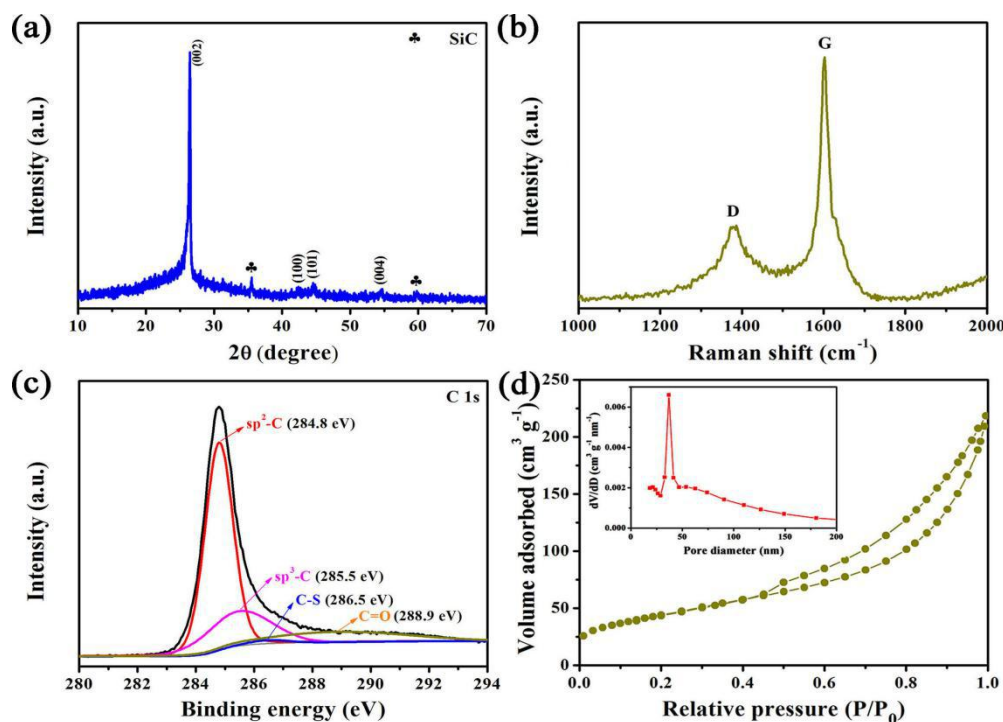 (a)
♣ SiC
(002)
♣
(100)
(101)
(004)
♣
Intensity (a.u.)
10 20 30 40 50 60 70
2θ (degree)
(b)
G
D
Intensity (a.u.)
1000 1200 1400 1600 1800 2000
Raman shift (cm⁻¹)
(c)
C 1s
sp²-C (284.8 eV)
sp³-C (285.5 eV)
C-S (286.5 eV)
C=O (288.9 eV)
Intensity (a.u.)
280 282 284 286 288 290 292 294
Binding energy (eV)
(d)
250
225
200
175
150
125
100
75
50
25
0
Volume adsorbed (cm³ g⁻¹)
0.006
0.004
0.002
0.000
dV/dD (cm³ g⁻¹ nm⁻¹)
0 50 100 150 200
Pore diameter (nm)
0.0 0.2 0.4 0.6 0.8 1.0
Relative pressure (P/P₀)